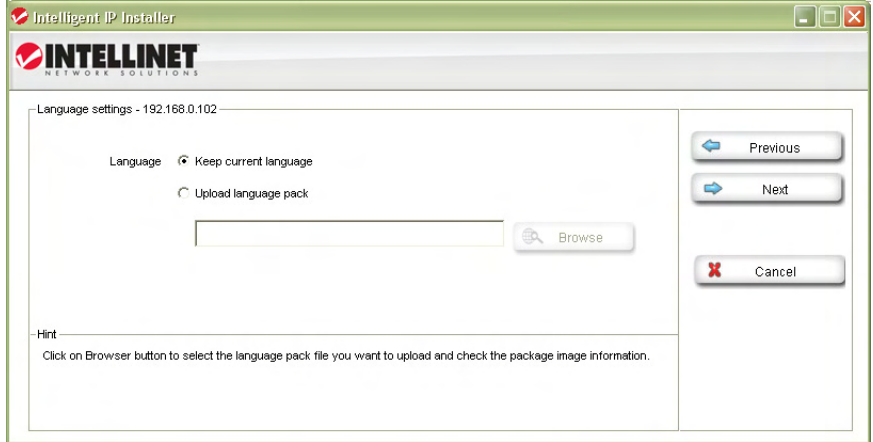 Intelligent IP Installer
INTELLINET
NETWORK SOLUTIONS
Language settings - 192.168.0.102
Language
Keep current language
Upload language pack
Browse
Previous
Next
Cancel
Hint
Click on Browser button to select the language pack file you want to upload and check the package image information.